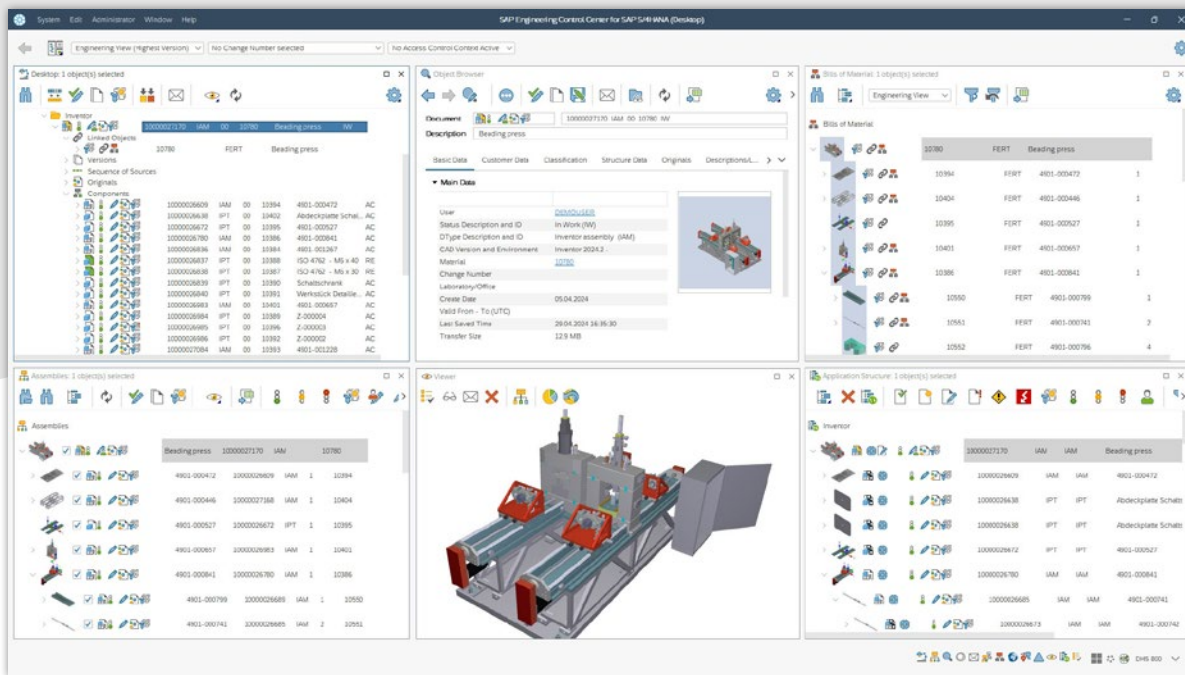 System Edit Administrator Window Help
SAP Engineering Control Center for SAP S/4HANA (Desktop)
Engineering View (Highest Version)
No Change Number selected
No Access Control Context Active
Desktop: 1 object(s) selected
Inventor
10000027170 IAM 00 10780 Beading press IW
Linked Objects
10780 FERT Beading press
Versions
Sequence of Sources
Originals
Components
10000026609 IAM 00 10394 4901-000472 AC
10000026638 IPT 00 10402 Abdeckplatte Schal... AC
10000026672 IPT 00 10395 4901-000527 AC
10000026780 IAM 00 10386 4901-000841 AC
10000026836 IAM 00 10384 4901-001267 AC
10000026837 IPT 00 10388 ISO 4762 - M6 x 40 RE
10000026838 IPT 00 10387 ISO 4762 - M6 x 30 RE
10000026839 IPT 00 10390 Schaltschrank AC
10000026840 IPT 00 10391 Werkstück Detaille... AC
10000026983 IAM 00 10401 4901-000657 AC
10000026984 IPT 00 10389 Z-000004 AC
10000026985 IPT 00 10396 Z-000003 AC
10000026986 IPT 00 10392 Z-000002 AC
10000027084 IAM 00 10393 4901-001228 AC
Object Browser
Document 10000027170 IAM 00 10780 IW
Description Beading press
Basic Data Customer Data Classification Structure Data Originals Descriptions/L...
Main Data
User DEMOUSER
Status Description and ID In Work (IW)
DType Description and ID Inventor assembly (IAM)
CAD Version and Environment Inventor 2024.2 -
Material 10780
Change Number
Laboratory/Office
Create Date 05.04.2024
Valid From - To (UTC)
Last Saved Time 29.04.2024 16:35:30
Transfer Size 12.9 MB
Bills of Material: 1 object(s) selected
Engineering View
Bills of Material
10780 FERT Beading press
10394 FERT 4901-000472 1
10404 FERT 4901-000446 1
10395 FERT 4901-000527 1
10401 FERT 4901-000657 1
10386 FERT 4901-000841 1
10550 FERT 4901-000799 1
10551 FERT 4901-000741 2
10552 FERT 4901-000796 4
Assemblies: 1 object(s) selected
Assemblies
Beading press 10000027170 IAM 10780
4901-000472 10000026609 IAM 1 10394
4901-000446 10000027168 IAM 1 10404
4901-000527 10000026672 IPT 1 10395
4901-000657 10000026983 IAM 1 10401
4901-000841 10000026780 IAM 1 10386
4901-000799 10000026686 IAM 1 10550
4901-000741 10000026685 IAM 2 10551
Viewer
Application Structure: 1 object(s) selected
Inventor
10000027170 IAM IAM Beading press
10000026609 IAM IAM 4901-000472
10000026638 IPT IPT Abdeckplatte Schalts
10000026638 IPT IPT Abdeckplatte Schalts
10000026672 IPT IPT 4901-000527
10000026780 IAM IAM 4901-000841
10000026685 IAM IAM 4901-000741
10000026673 IAM IAM 4901-000742
DHS 800